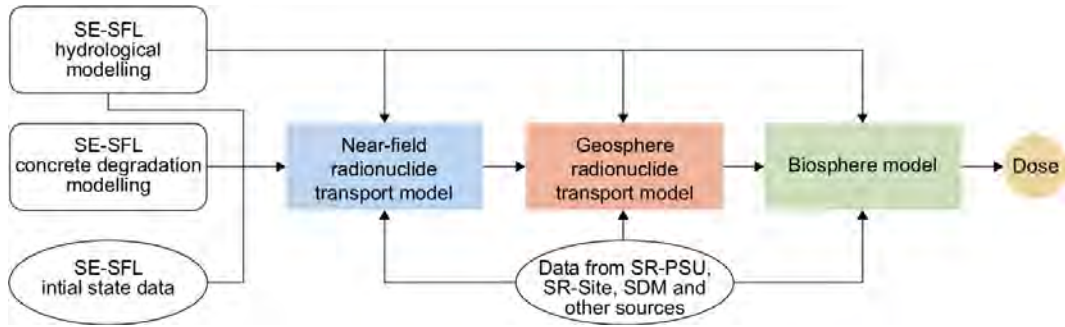 SE-SFL
hydrological
modelling
SE-SFL
concrete degradation
modelling
SE-SFL
intial state data
Near-field
radionuclide
transport model
Geosphere
radionuclide
transport model
Biosphere model
Dose
Data from SR-PSU,
SR-Site, SDM and
other sources